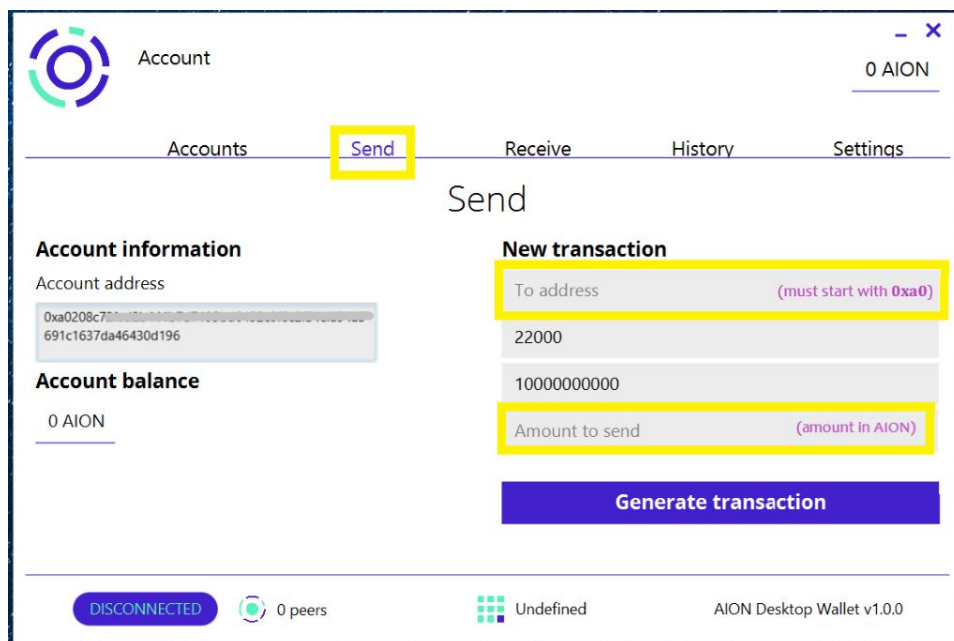 Account
0 AION
Accounts Send Receive History Settings
Send
Account information
Account address
0xa0208c7
691c1637da46430d196
Account balance
0 AION
New transaction
To address (must start with 0xa0)
22000
10000000000
Amount to send (amount in AION)
Generate transaction
DISCONNECTED 0 peers Undefined AION Desktop Wallet v1.0.0